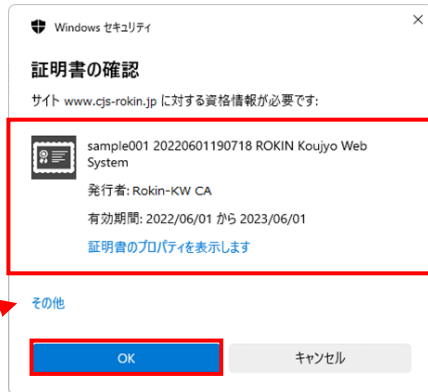 Windows セキュリティ
証明書の確認
サイト www.cjs-rokin.jp に対する資格情報が必要です:
sample001 20220601190718 ROKIN Koujyo Web
System
発行者: Rokin-KW CA
有効期間: 2022/06/01 から 2023/06/01
証明書のプロパティを表示します
その他
OK
キャンセル